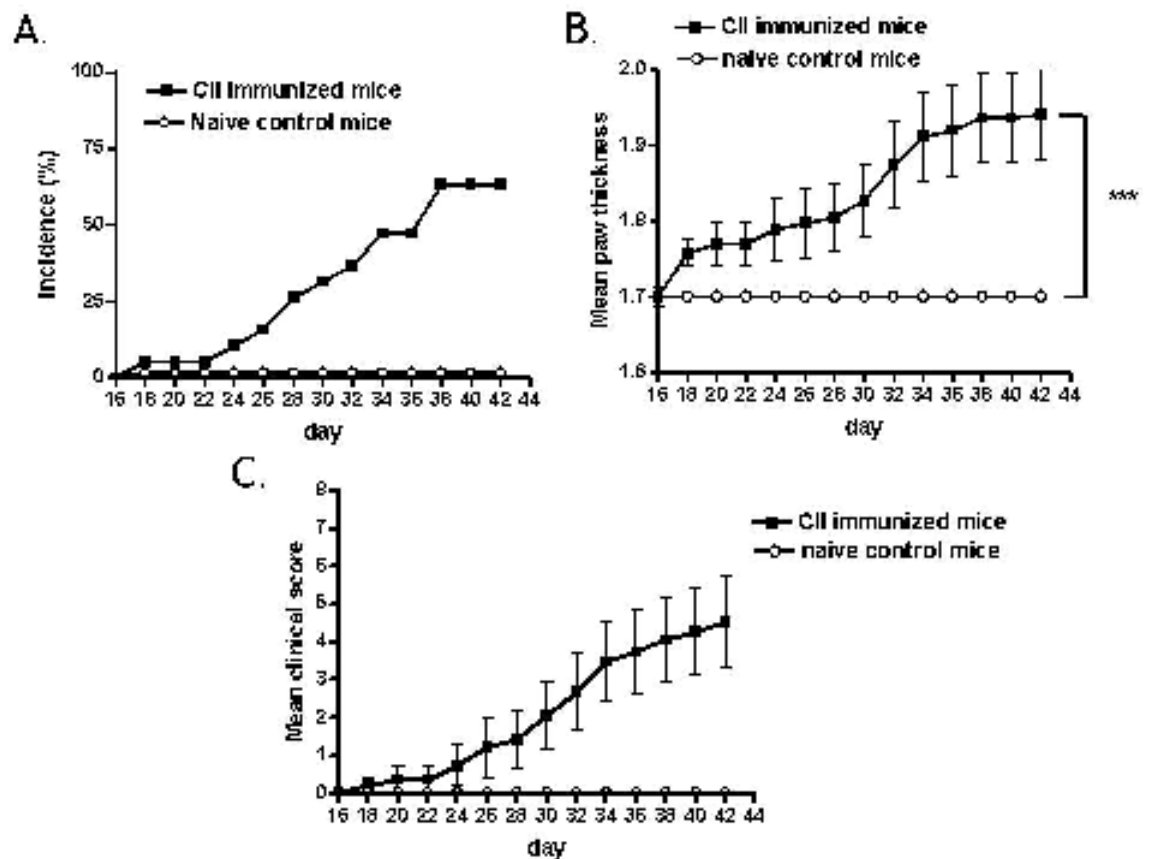 A.
CII immunized mice
Naive control mice
100
75
50
25
0
Incidence (%)
16 18 20 22 24 26 28 30 32 34 36 38 40 42 44
day
B.
CII immunized mice
naive control mice
2.0
1.9
1.8
1.7
1.6
Mean paw thickness
***
16 18 20 22 24 26 28 30 32 34 36 38 40 42 44
day
C.
CII immunized mice
naive control mice
8
7
6
5
4
3
2
1
0
Mean clinical score
16 18 20 22 24 26 28 30 32 34 36 38 40 42 44
day